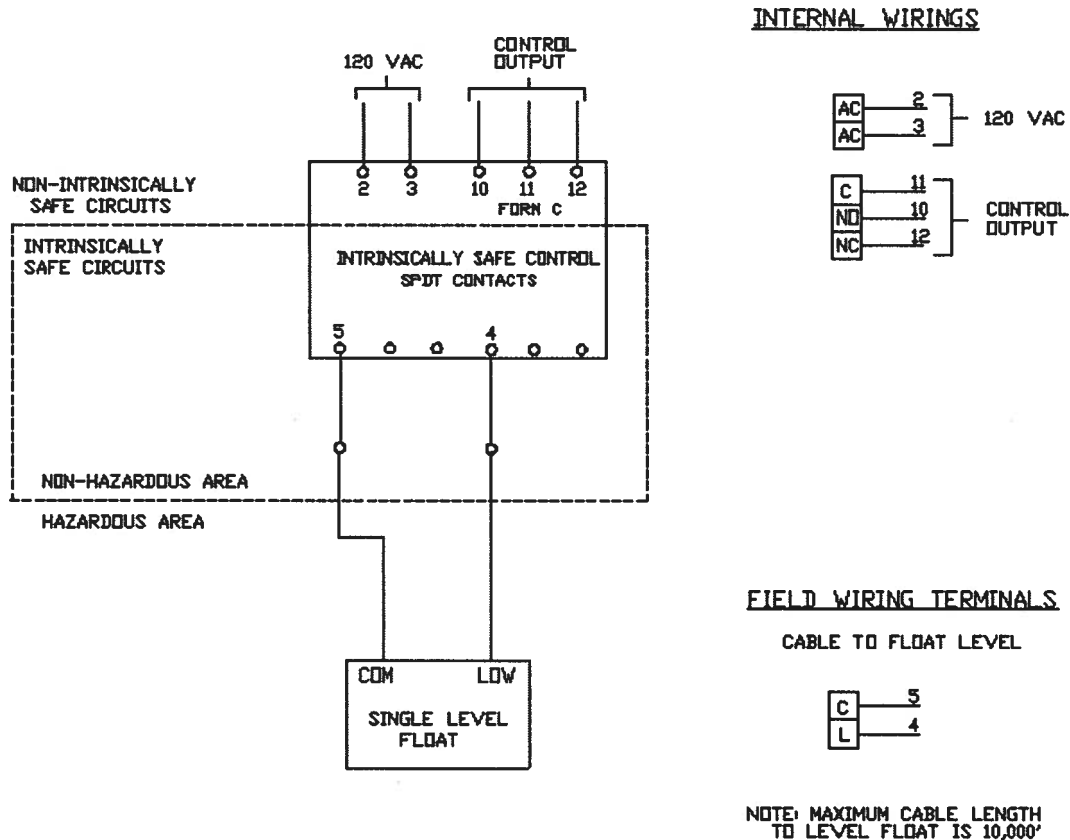 INTERNAL WIRINGS
120 VAC
CONTROL
OUTPUT
2
3
10
11
12
FORN C
NON-INTRINSICALLY
SAFE CIRCUITS
INTRINSICALLY
SAFE CIRCUITS
INTRINSICALLY SAFE CONTROL
SPDT CONTACTS
5
4
NON-HAZARDOUS AREA
HAZARDOUS AREA
COM
LOW
SINGLE LEVEL
FLOAT
AC 2
AC 3
120 VAC
C 11
NO 10
NC 12
CONTROL
OUTPUT
FIELD WIRING TERMINALS
CABLE TO FLOAT LEVEL
C 5
L 4
NOTE: MAXIMUM CABLE LENGTH
TO LEVEL FLOAT IS 10,000'